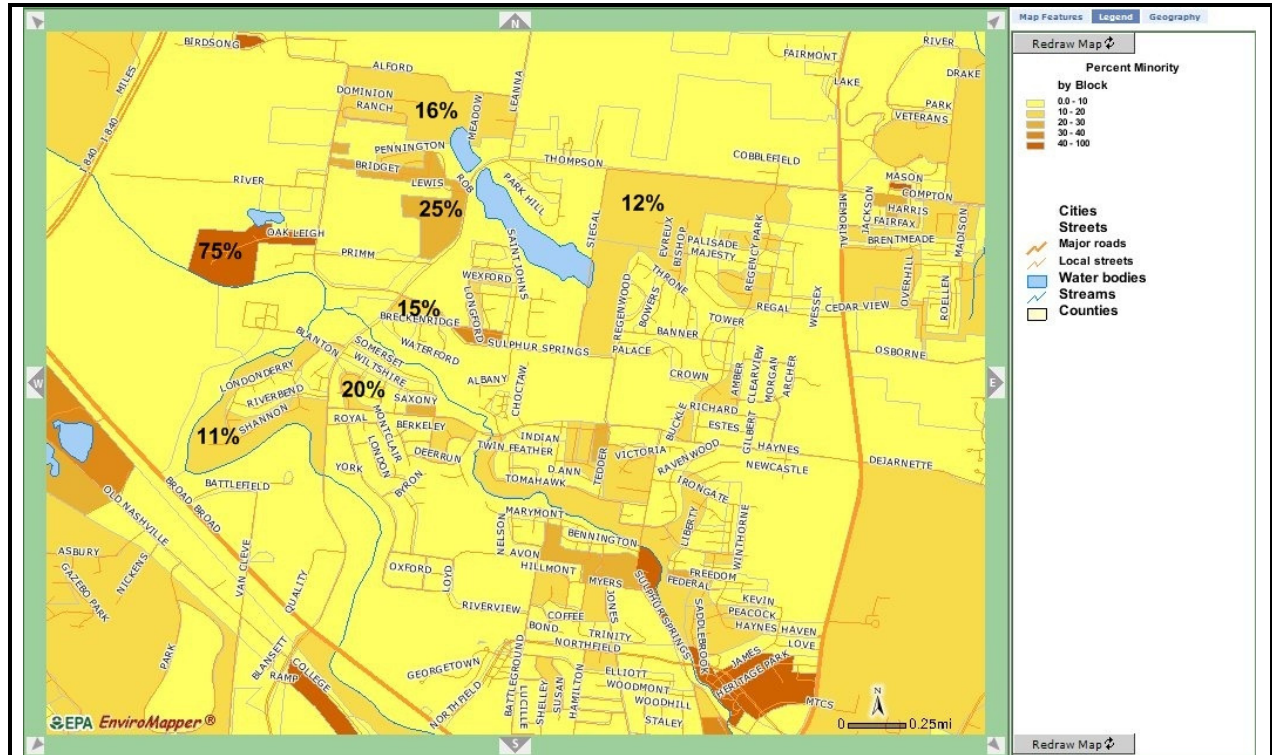 N
Map Features Legend Geography
Redraw Map
Percent Minority
by Block
0.0 - 10
10 - 20
20 - 30
30 - 40
40 - 100
Cities
Streets
Major roads
Local streets
Water bodies
Streams
Counties
Redraw Map
BIRDSONG
ALFORD
FAIRMONT
RIVER
MILES
LAKE
DRAKE
DOMINION
RANCH
16%
MEADOW
LEANNA
PARK
VETERANS
I-840 I-840
PENNINGTON
THOMPSON
COBBLEFIELD
BRIDGET
LEWIS
ROB
PARK HILL
MASON
COMPTON
RIVER
25%
12%
MEMORIAL
JACKSON
HARRIS
FAIRFAX
OAK LEIGH
SIEGAL
EVREUX
BISHOP
PALISADE
MAJESTY
REGENCY PARK
BRENTMEADE
MADISON
75%
PRIMM
SAINT JOHNS
WEXFORD
LONGFORD
REGENWOOD
BOWERS
THRONE
OVERHILL
ROELLEN
15%
BRECKENRIDGE
TOWER
REGAL
WESSEX
CEDAR VIEW
BANNER
BLANTON
SOMERSET
WILTSHIRE
WATERFORD
SULPHUR SPRINGS
PALACE
OSBORNE
W
LONDONDERRY
RIVERBEND
SHANNON
20%
SAXONY
ALBANY
CHOCTAW
CROWN
AMBER
CLEARVIEW
MORGAN
ARCHER
E
11%
ROYAL
MONTCLAIR
LONDON
BERKELEY
BUCKLE
RICHARD
ESTES
GILBERT
HAYNES
DEERRUN
TWIN FEATHER
INDIAN
VICTORIA
RAVENWOOD
NEWCASTLE
DEJARNETTE
YORK
BYRON
D ANN
TEDDER
TOMAHAWK
IRONGATE
BATTLEFIELD
BROAD BROAD
OLD NASHVILLE
MARYMONT
NELSON
BENNINGTON
LIBERTY
WINTHORNE
ASBURY
GAZEBO PARK
NICKENS
VAN CLEVE
QUALITY
OXFORD
LOYD
AVON
HILLMONT
MYERS
JONES
SULPHUR SPRINGS
FREEDOM
FEDERAL
KEVIN
PEACOCK
SADDLEBROOK
HAYNES HAVEN
LOVE
RIVERVIEW
COFFEE
BOND
TRINITY
NORTHFIELD
PARK
BLANSETT
COLLEGE
RAMP
GEORGETOWN
NORTHFIELD
BATTLEGROUND
LUCILLE
SHELLEY
SUSAN
HAMILTON
ELLIOTT
WOODMONT
WOODHILL
STALEY
JAMES
HERITAGE PARK
MTCS
EPA EnviroMapper ®
N
0 0.25mi
S